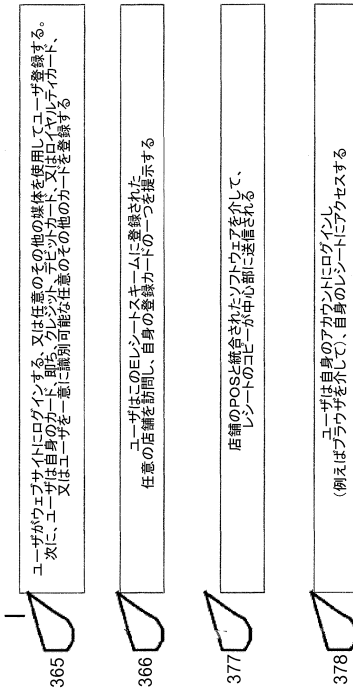 ユーザがウェブサイトにログインする、又は任意のその他の媒体を使用してユーザ登録する。
次に、ユーザは自身のカード、即ち、クレジット、デビットカード、又はロイヤルティカード、
又はユーザを一意に識別可能な任意のその他のカードを登録する
365
ユーザはこのEレシートスキームに登録された
任意の店舗を訪問し、自身の登録カードの一つを提示する
366
店舗のPOSと統合されたソフトウェアを介して、
レシートのコピーが中心部に送信される
377
ユーザは自身のアカウントにログインし
(例えばブラウザを介して)、自身のレシートにアクセスする
378